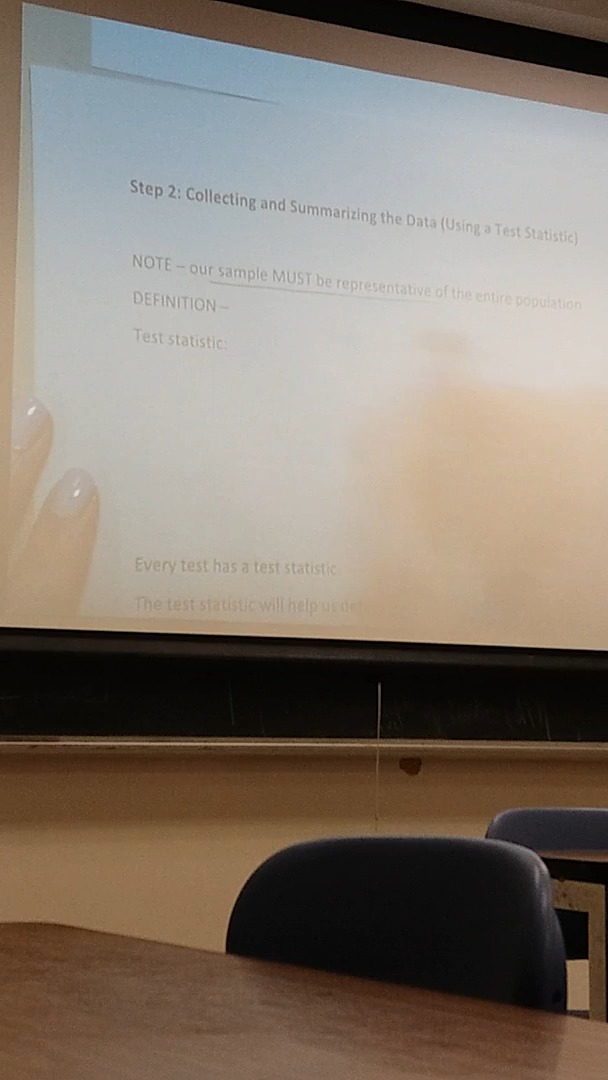 Step 2: Collecting and Summarizing the Data (Using a Test Statistic)
NOTE – our sample MUST be representative of the entire population
DEFINITION –
Test statistic:
Every test has a test statistic
The test statistic will help us